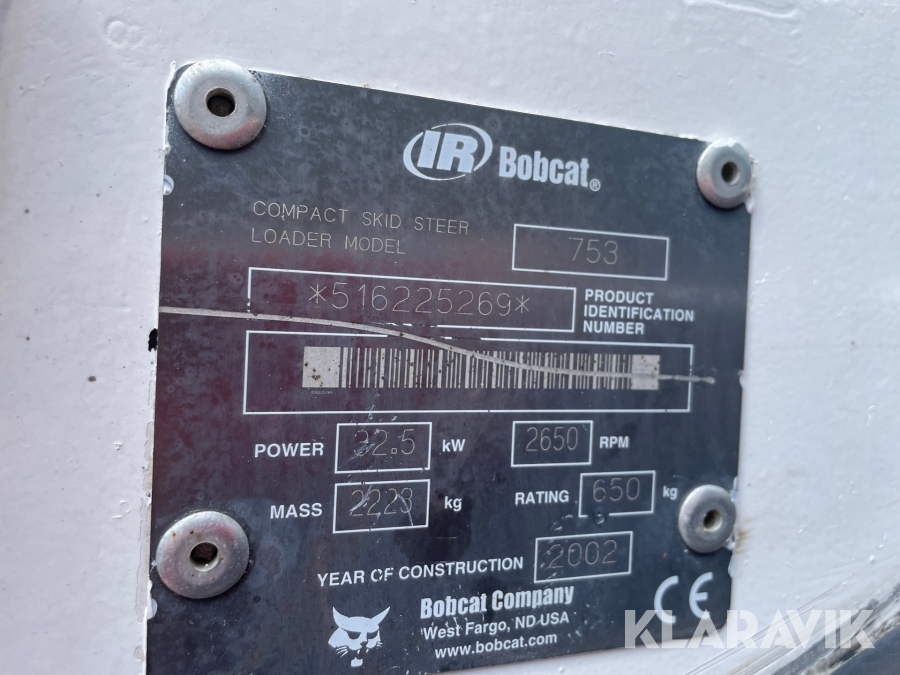 IR Bobcat®
COMPACT SKID STEER
LOADER MODEL
753
*516225269*
PRODUCT
IDENTIFICATION
NUMBER
POWER 32.5 kW 2650 RPM
MASS 2223 kg RATING 650 kg
YEAR OF CONSTRUCTION 2002
Bobcat Company
West Fargo, ND-USA
www.bobcat.com
CE
KLARAVIK